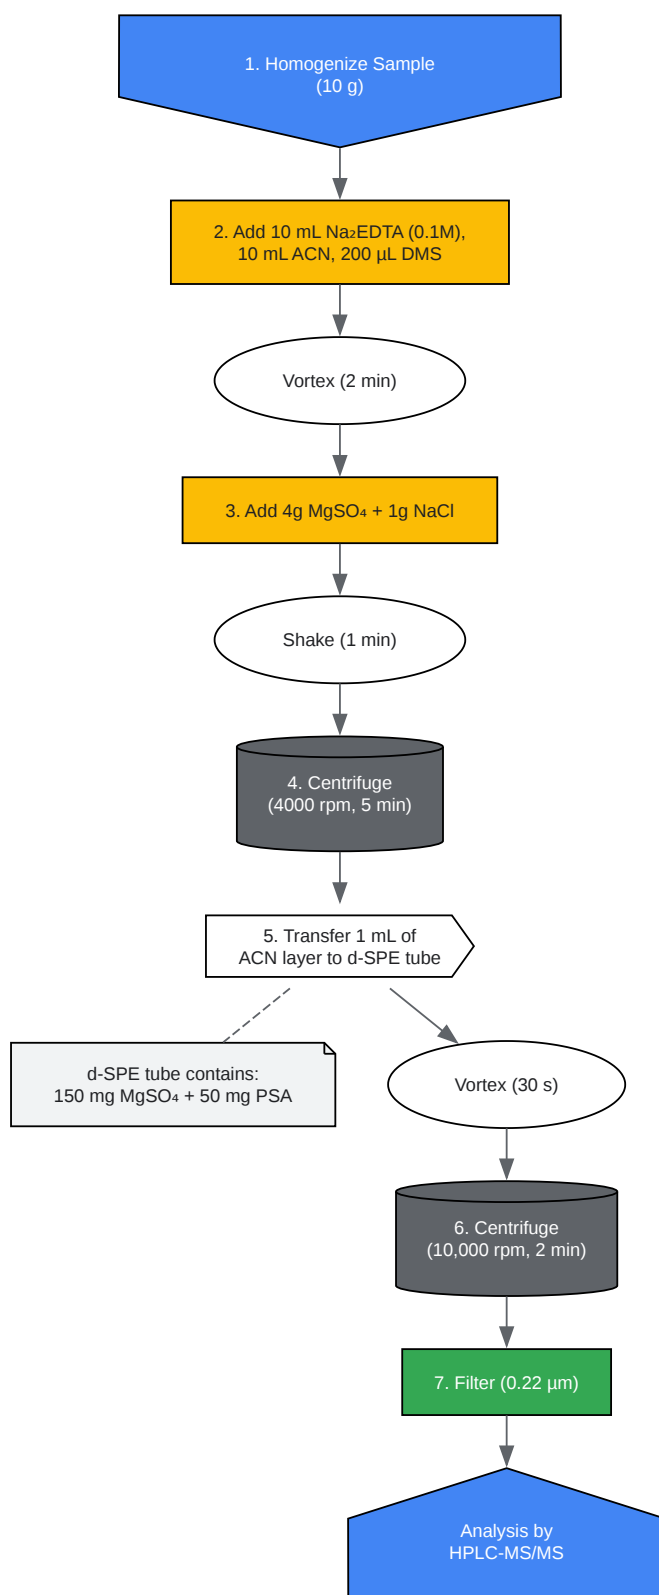 1. Homogenize Sample
(10 g)
2. Add 10 mL Na₂EDTA (0.1M),
10 mL ACN, 200 µL DMS
Vortex (2 min)
3. Add 4g MgSO₄ + 1g NaCl
Shake (1 min)
4. Centrifuge
(4000 rpm, 5 min)
5. Transfer 1 mL of
ACN layer to d-SPE tube
d-SPE tube contains:
150 mg MgSO₄ + 50 mg PSA
Vortex (30 s)
6. Centrifuge
(10,000 rpm, 2 min)
7. Filter (0.22 µm)
Analysis by
HPLC-MS/MS